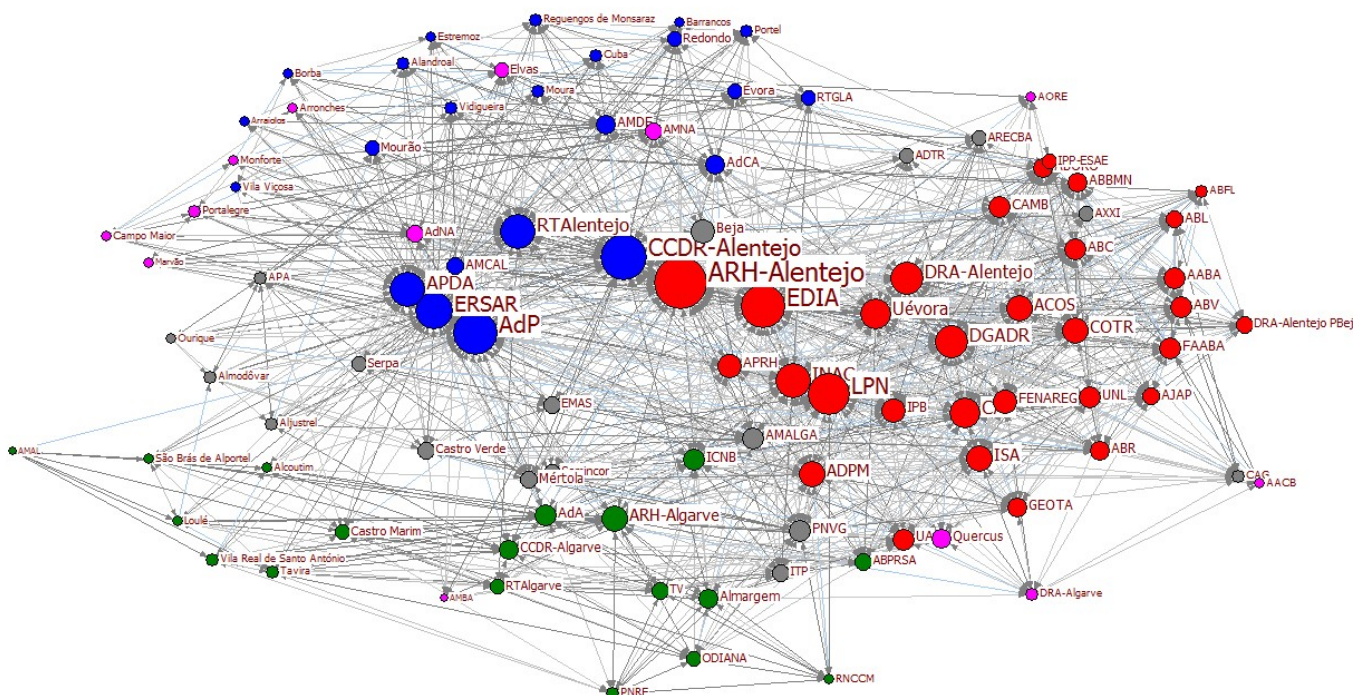 Reguengos de Monsaraz
Barrancos
Portel
Estremoz
Redondo
Cuba
Alandroal
Elvas
Borba
Moura
Évora
RTGLA
AORE
Arronches
Vidigueira
Arraiolos
AMDE
AMNA
ARECBA
Mourão
ADTR
IPP-ESAE
Monforte
AdCA
ABBMN
Vila Viçosa
ABFL
CAMB
AXXI
ABL
Portalegre
RTAlentejo
Beja
Campo Maior
AdNA
CCDR-Alentejo
ABC
Marvão
AMCAL
ARH-Alentejo
DRA-Alentejo
AABA
APA
APDA
EDIA
ACOS
ABV
ERSAR
Uévora
DRA-Alentejo PBej
AdP
COTR
Ourique
DGADR
FAABA
Serpa
APRH
Almodôvar
INAG
LPN
EMAS
IPB
FENAREG
UNL
AJAP
Aljustrel
AMALGA
AMAL
Castro Verde
ABR
São Brás de Alportel
ICNB
ISA
Alcoutim
Mértola
ADPM
CAG
AACB
Loulé
AdA
ARH-Algarve
GEOTA
Castro Marim
PNVG
UA
Quercus
CCDR-Algarve
Vila Real de Santo António
ABPRSA
Tavira
ITP
RTAlgarve
TV
AMBA
Almargem
DRA-Algarve
ODIANA
RNCCM
PNRF